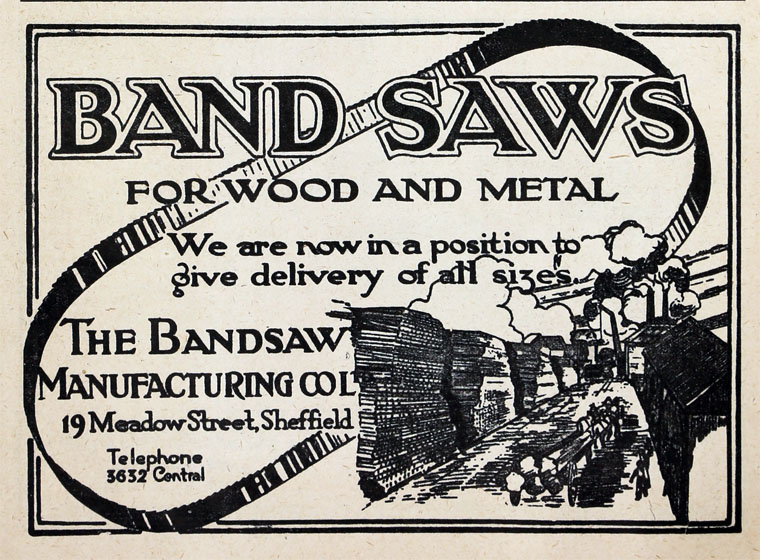 BAND SAWS
FOR WOOD AND METAL
We are now in a position to
give delivery of all sizes.
THE BANDSAW
MANUFACTURING CO LTD
19 Meadow Street, Sheffield
Telephone
3632 Central